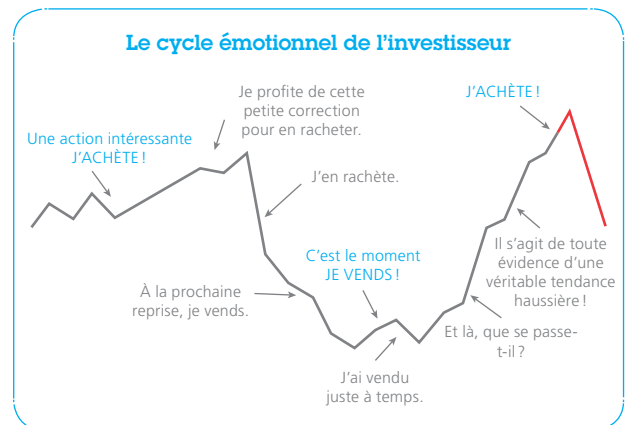 Le cycle émotionnel de l’investisseur
Une action intéressante
J’ACHÈTE !
Je profite de cette
petite correction
pour en racheter.
J’en rachète.
À la prochaine
reprise, je vends.
C’est le moment
JE VENDS !
J’ai vendu
juste à temps.
Et là, que se passe-
t-il ?
Il s’agit de toute
évidence d’une
véritable tendance
haussière !
J’ACHÈTE !